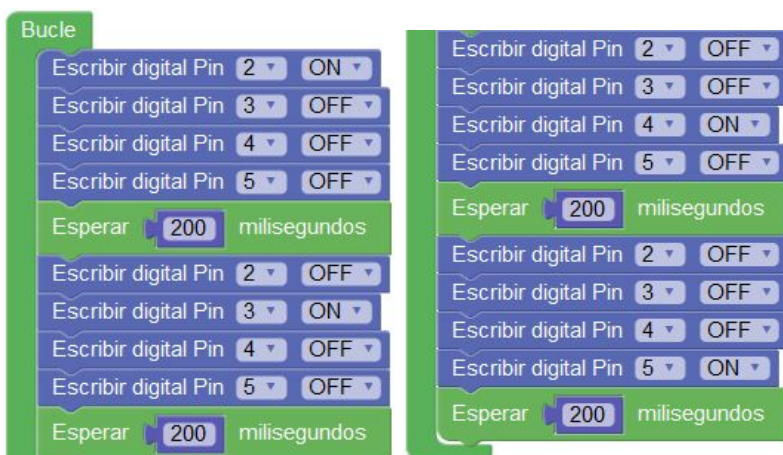 Bucle
Escribir digital Pin 2 ON
Escribir digital Pin 3 OFF
Escribir digital Pin 4 OFF
Escribir digital Pin 5 OFF
Esperar 200 milisegundos
Escribir digital Pin 2 OFF
Escribir digital Pin 3 ON
Escribir digital Pin 4 OFF
Escribir digital Pin 5 OFF
Esperar 200 milisegundos
Escribir digital Pin 2 OFF
Escribir digital Pin 3 OFF
Escribir digital Pin 4 ON
Escribir digital Pin 5 OFF
Esperar 200 milisegundos
Escribir digital Pin 2 OFF
Escribir digital Pin 3 OFF
Escribir digital Pin 4 OFF
Escribir digital Pin 5 ON
Esperar 200 milisegundos